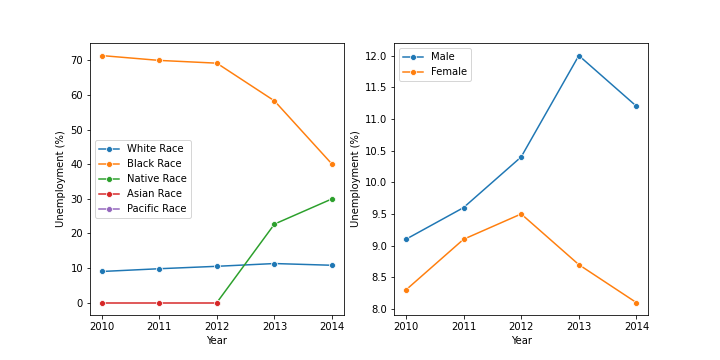 70
60
50
40
30
20
10
0
Unemployment (%)
White Race
Black Race
Native Race
Asian Race
Pacific Race
2010 2011 2012 2013 2014
Year
12.0
11.5
11.0
10.5
10.0
9.5
9.0
8.5
8.0
Unemployment (%)
Male
Female
2010 2011 2012 2013 2014
Year